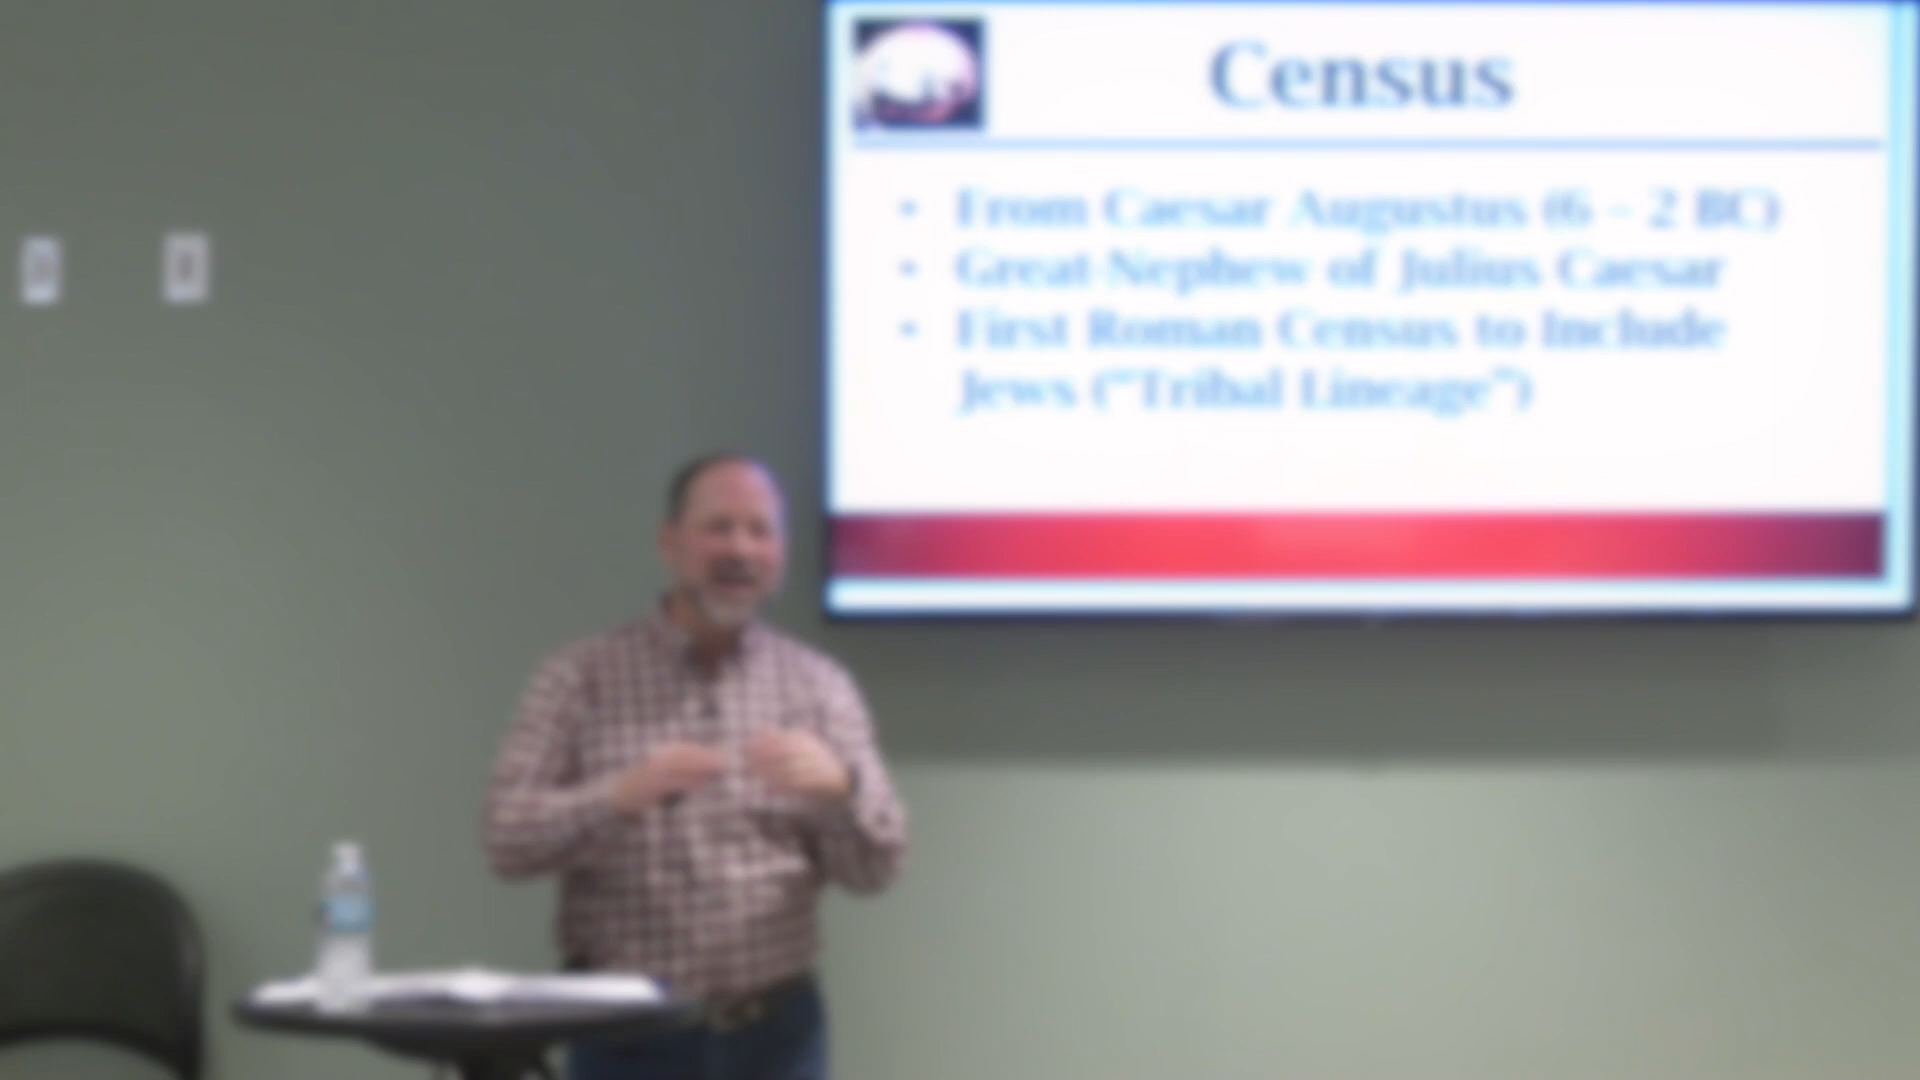 Census
• From Caesar Augustus (6 – 2 BC)
• Great-Nephew of Julius Caesar
• First Roman Census to Include
Jews ("Tribal Lineage")